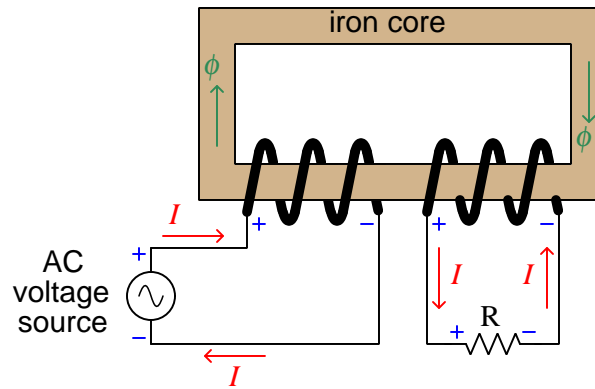 iron core
ϕ
ϕ
I
+ − + −
+
AC
voltage
source
I I
+ R −
−
I